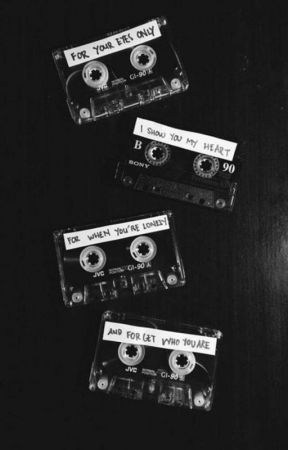 FOR YOUR EYES ONLY
JVC GI-90 A
I SHOW YOU MY HEART
B 90
SONY
FOR WHEN YOU'RE LONELY
JVC GI-90 A
AND FORGET WHO YOU ARE
JVC GI-90